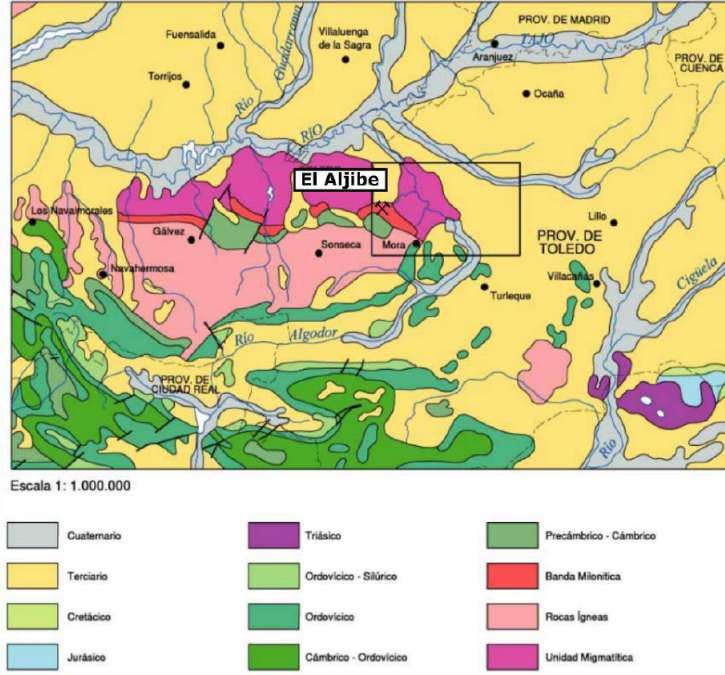 PROV. DE MADRID
Fuensalida
Villaluenga
de la Sagra
Guadarrama
TAJO
Aranjuez
PROV. DE
CUENCA
Torrijos
Río
Ocaña
RíO
El Aljibe
Los Navalmorales
Lillo
Gálvez
Sonseca
Mora
PROV. DE
TOLEDO
Navahermosa
Villacañas
Cigüela
Turleque
Río
Algodor
PROV. DE
CIUDAD REAL
Río
Escala 1: 1.000.000
Cuaternario
Triásico
Precámbrico - Cámbrico
Terciario
Ordovícico - Silúrico
Banda Milonítica
Cretácico
Ordovícico
Rocas Ígneas
Jurásico
Cámbrico - Ordovícico
Unidad Migmatítica